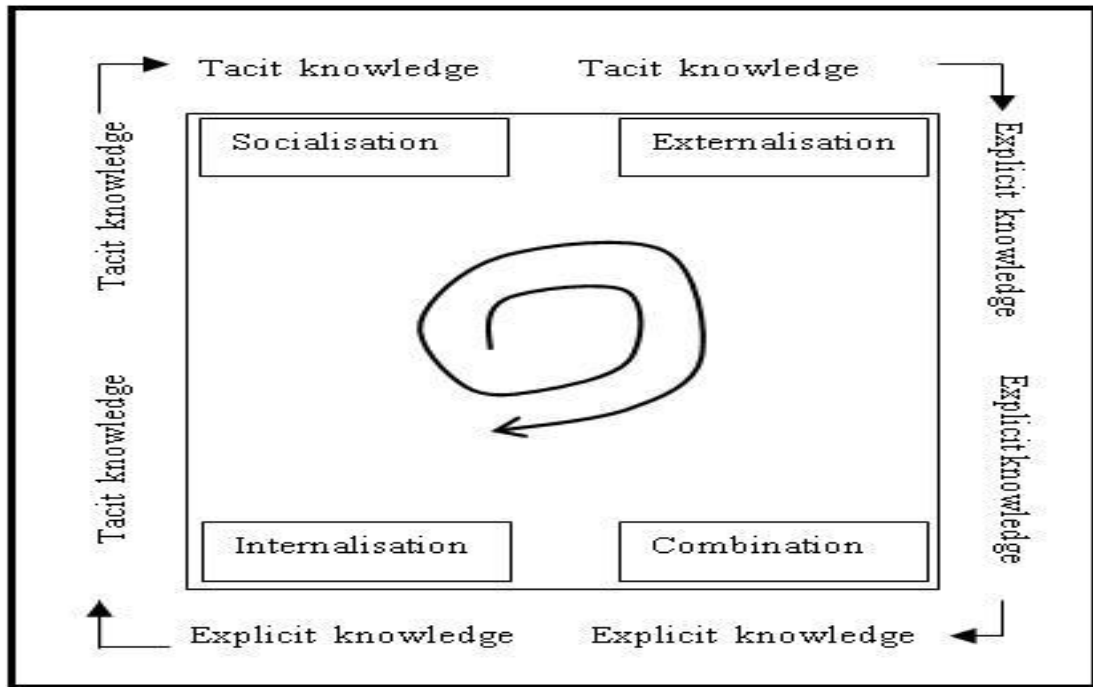 Tacit knowledge
Tacit knowledge
Tacit knowledge
Socialisation
Externalisation
Explicit knowledge
Tacit knowledge
Explicit knowledge
Internalisation
Combination
Explicit knowledge
Explicit knowledge